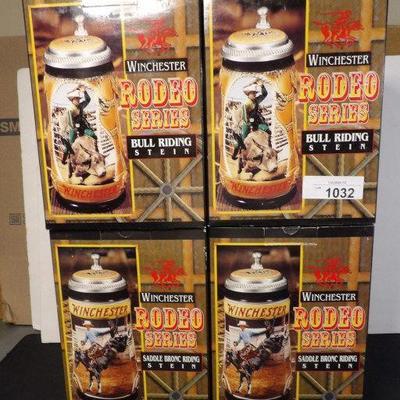 WINCHESTER
RODEO
SERIES
BULL RIDING
STEIN
WINCHESTER
WINCHESTER
RODEO
SERIES
BULL RIDING
STEIN
WINCHESTER
1032
WINCHESTER
RODEO
SERIES
SADDLE BRONC RIDING
STEIN
WINCHESTER
WINCHESTER
RODEO
SERIES
SADDLE BRONC RIDING
STEIN
WINCHESTER